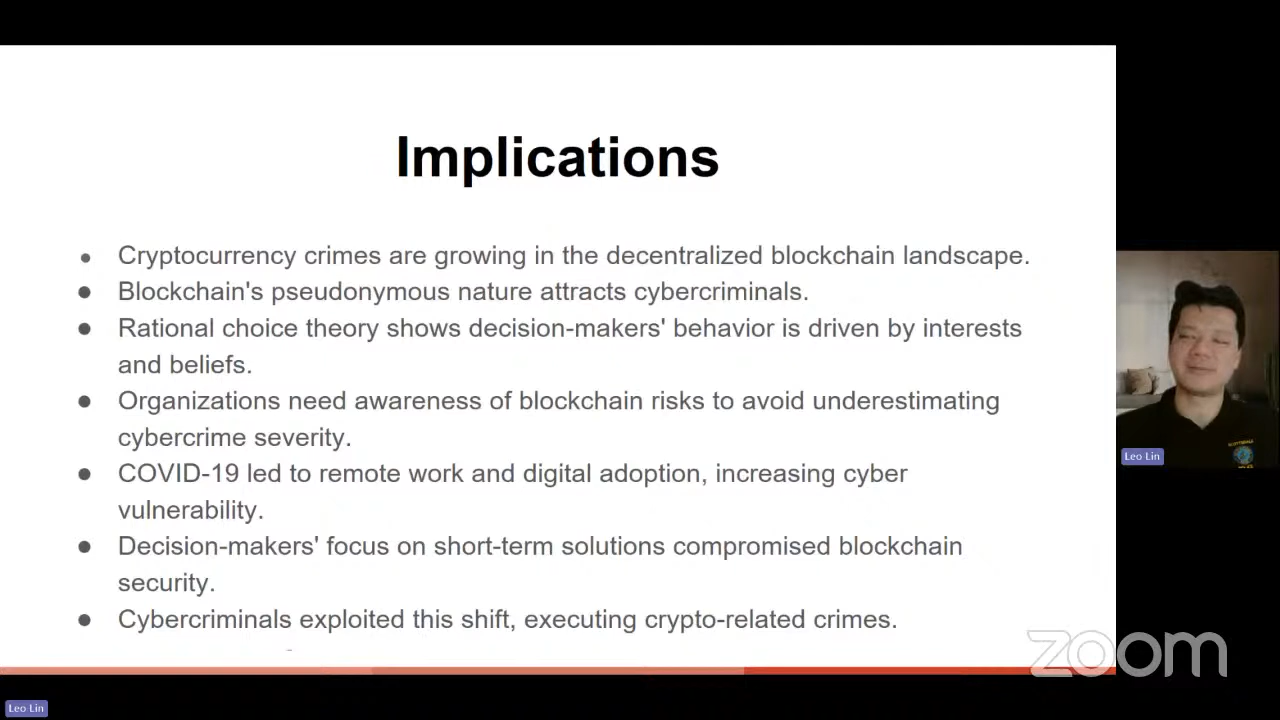 Implications
● Cryptocurrency crimes are growing in the decentralized blockchain landscape.
● Blockchain's pseudonymous nature attracts cybercriminals.
● Rational choice theory shows decision-makers' behavior is driven by interests
and beliefs.
● Organizations need awareness of blockchain risks to avoid underestimating
cybercrime severity.
● COVID-19 led to remote work and digital adoption, increasing cyber
vulnerability.
● Decision-makers' focus on short-term solutions compromised blockchain
security.
● Cybercriminals exploited this shift, executing crypto-related crimes.
zoom
Leo Lin
Leo Lin